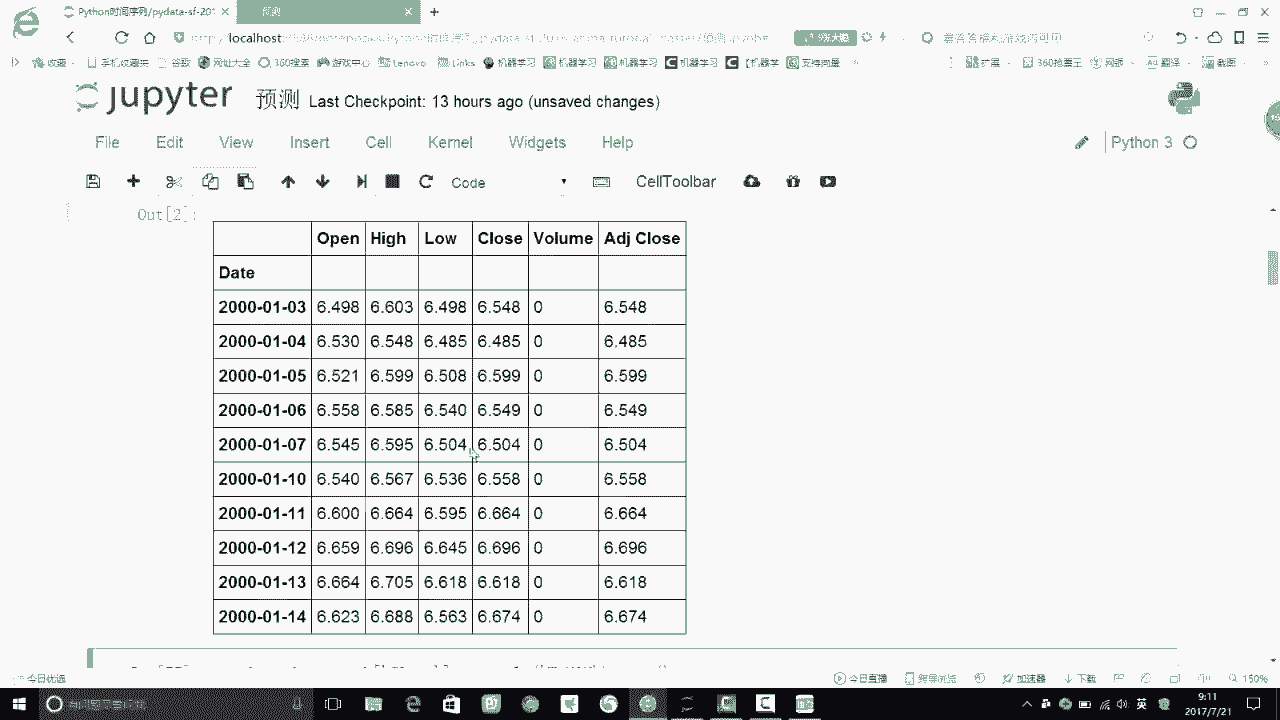 Python时间序列/pydata-sf-201
预测
localhost
收藏
手机收藏夹
谷歌
网址大全
360搜索
游戏中心
Lenovo
Links
机器学习
机器学习
机器学习
机器学习
【机器学
支持向量
扩展
网银
翻译
截图
jupyter 预测 Last Checkpoint: 13 hours ago (unsaved changes)
File Edit View Insert Cell Kernel Widgets Help
Python 3
Code
CellToolbar
Out[2]:
Open High Low Close Volume Adj Close
Date
2000-01-03 6.498 6.603 6.498 6.548 0 6.548
2000-01-04 6.530 6.548 6.485 6.485 0 6.485
2000-01-05 6.521 6.599 6.508 6.599 0 6.599
2000-01-06 6.558 6.585 6.540 6.549 0 6.549
2000-01-07 6.545 6.595 6.504 6.504 0 6.504
2000-01-10 6.540 6.567 6.536 6.558 0 6.558
2000-01-11 6.600 6.664 6.595 6.664 0 6.664
2000-01-12 6.659 6.696 6.645 6.696 0 6.696
2000-01-13 6.664 6.705 6.618 6.618 0 6.618
2000-01-14 6.623 6.688 6.563 6.674 0 6.674
今日优选
今日直播
跨屏浏览
加速器
下载
150%
英
9:11
2017/7/21